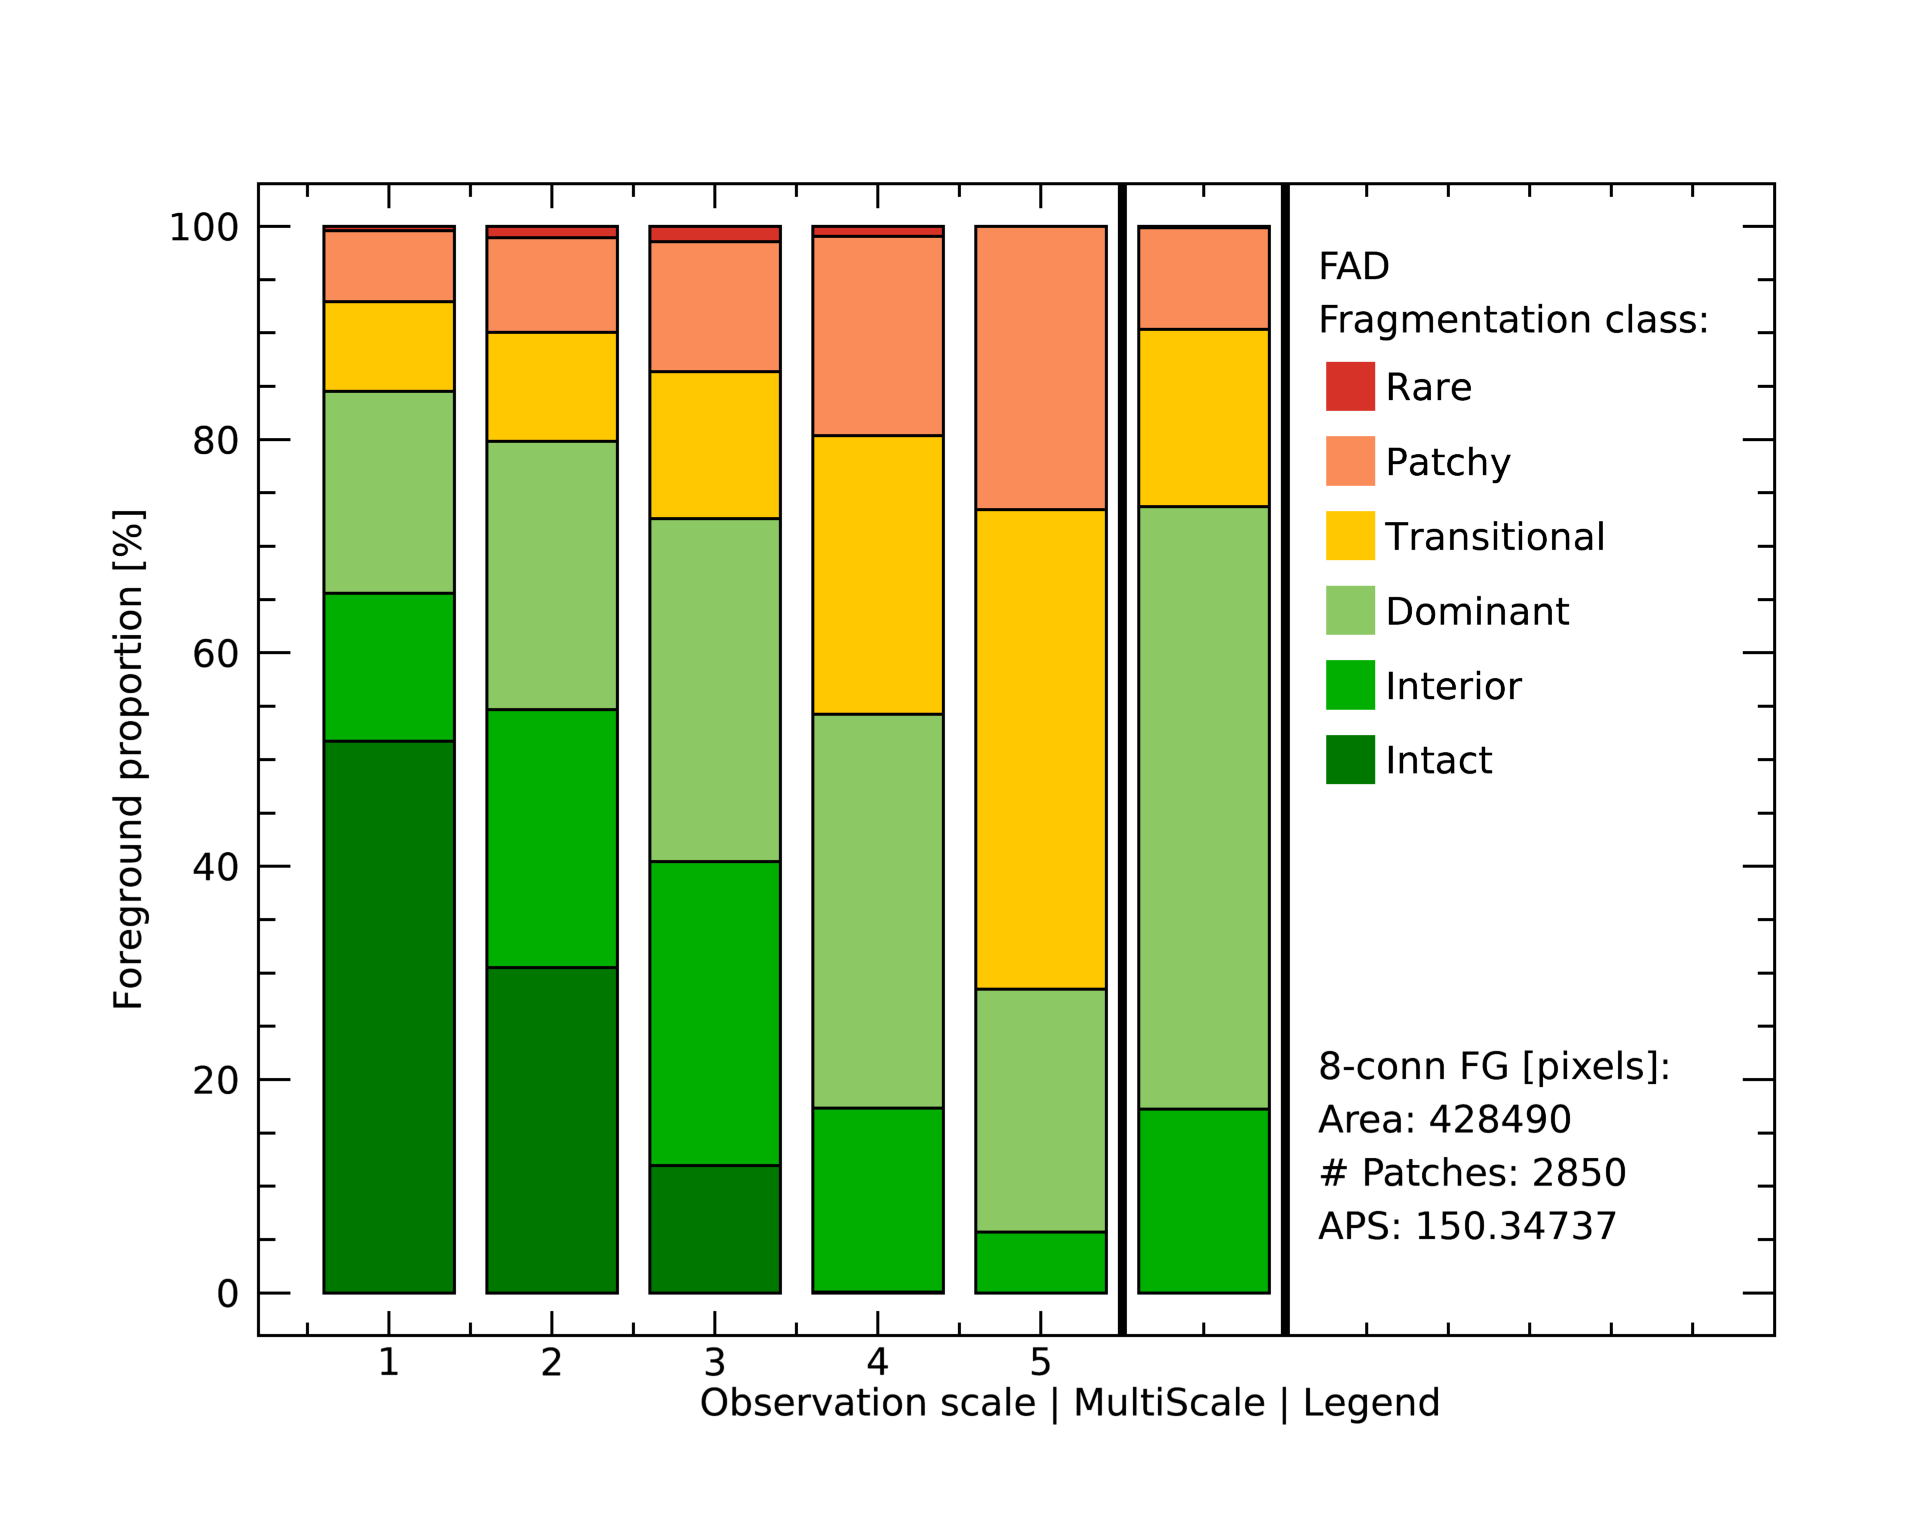 100
80
60
40
20
0
Foreground proportion [%]
1 2 3 4 5
Observation scale | MultiScale | Legend
FAD
Fragmentation class:
Rare
Patchy
Transitional
Dominant
Interior
Intact
8-conn FG [pixels]:
Area: 428490
# Patches: 2850
APS: 150.34737